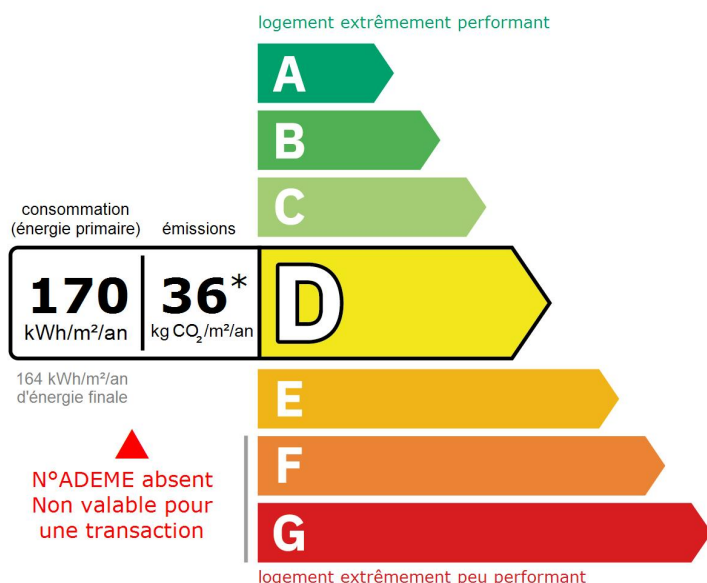 logement extrêmement performant
A
B
C
consommation
(énergie primaire)
émissions
170
kWh/m²/an
36*
kg CO₂/m²/an
D
164 kWh/m²/an
d'énergie finale
E
F
N°ADEME absent
Non valable pour
une transaction
G
logement extrêmement peu performant